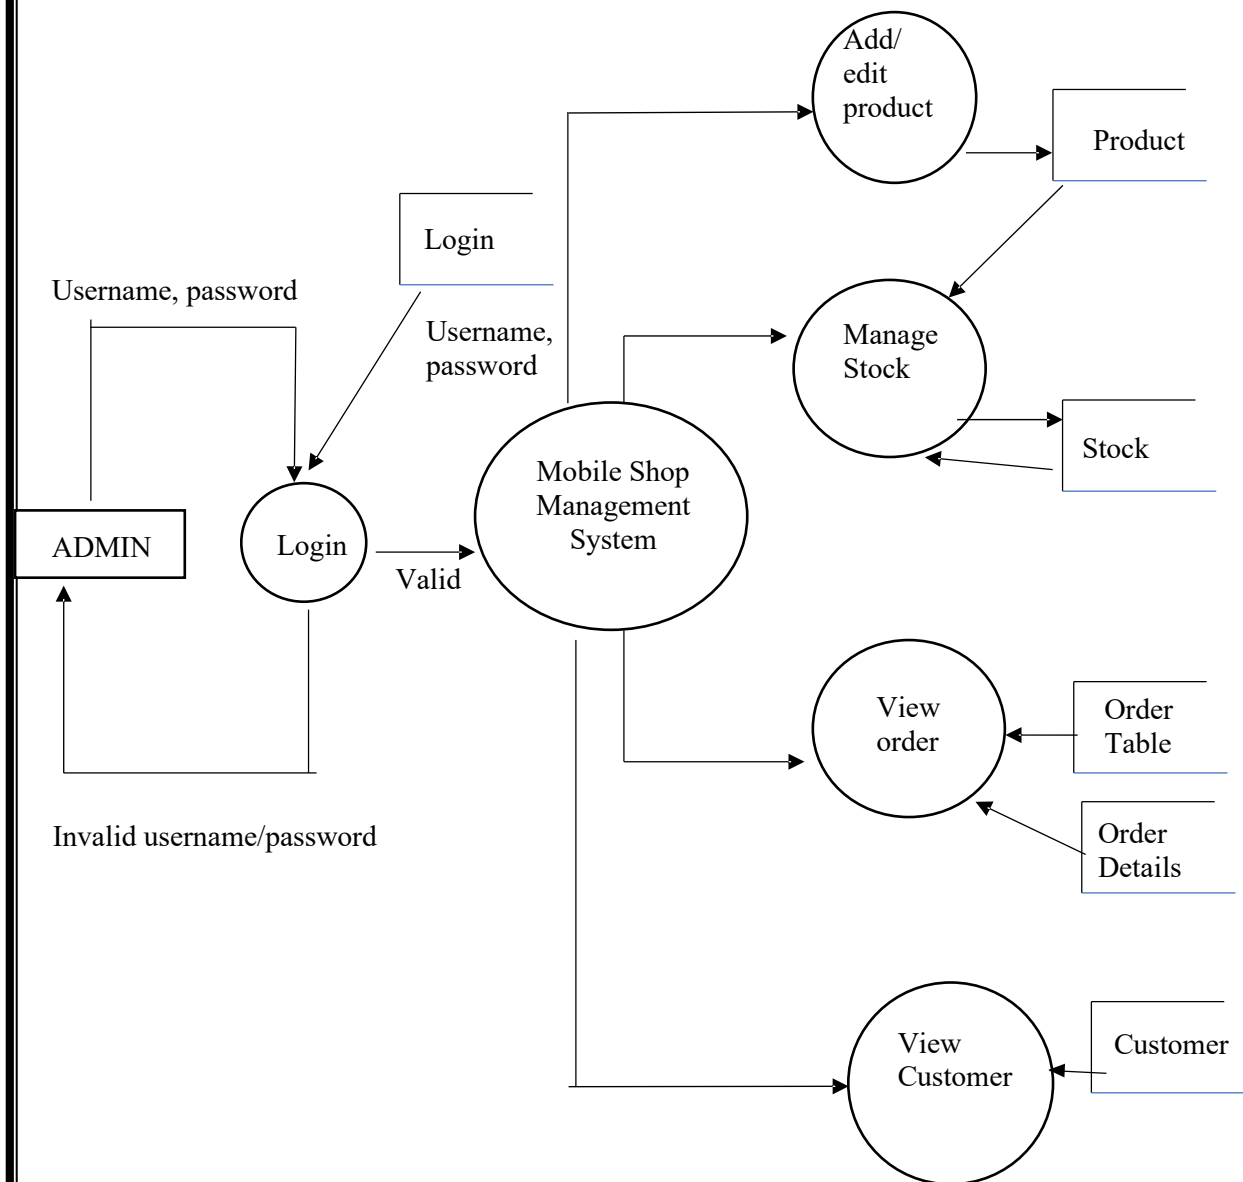 Add/
edit
product
Product
Login
Username, password
Username,
password
Manage
Stock
Stock
Mobile Shop
Management
System
ADMIN
Login
Valid
View
order
Order
Table
Invalid username/password
Order
Details
View
Customer
Customer